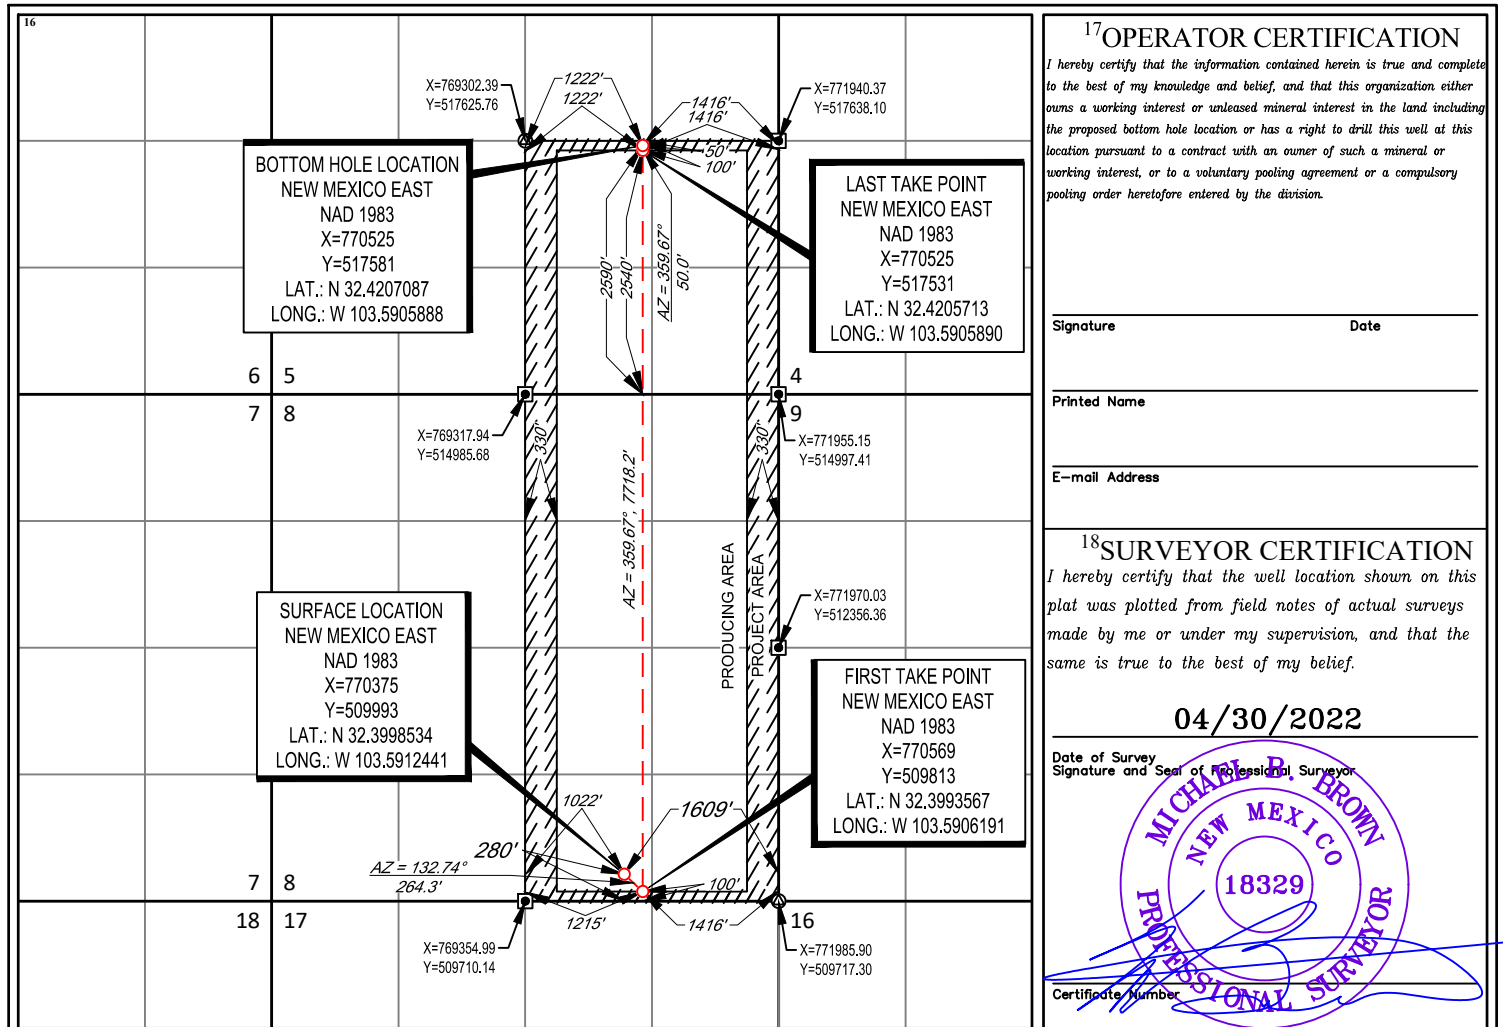 16
X=769302.39
Y=517625.76
1222'
1222'
1416'
1416'
X=771940.37
Y=517638.10
50'
100'
BOTTOM HOLE LOCATION
NEW MEXICO EAST
NAD 1983
X=770525
Y=517581
LAT.: N 32.4207087
LONG.: W 103.5905888
LAST TAKE POINT
NEW MEXICO EAST
NAD 1983
X=770525
Y=517531
LAT.: N 32.4205713
LONG.: W 103.5905890
2590'
2540'
AZ = 359.67°
50.0'
6 5
4
7 8
9
X=769317.94
Y=514985.68
330'
330'
X=771955.15
Y=514997.41
AZ = 359.67°, 7718.2'
PRODUCING AREA
PROJECT AREA
X=771970.03
Y=512356.36
SURFACE LOCATION
NEW MEXICO EAST
NAD 1983
X=770375
Y=509993
LAT.: N 32.3998534
LONG.: W 103.5912441
FIRST TAKE POINT
NEW MEXICO EAST
NAD 1983
X=770569
Y=509813
LAT.: N 32.3993567
LONG.: W 103.5906191
1022'
1609'
280'
AZ = 132.74°
264.3'
100'
7 8
18 17
16
1215'
1416'
X=769354.99
Y=509710.14
X=771985.90
Y=509717.30
17 OPERATOR CERTIFICATION
I hereby certify that the information contained herein is true and complete
to the best of my knowledge and belief, and that this organization either
owns a working interest or unleased mineral interest in the land including
the proposed bottom hole location or has a right to drill this well at this
location pursuant to a contract with an owner of such a mineral or
working interest, or to a voluntary pooling agreement or a compulsory
pooling order heretofore entered by the division.
Signature Date
Printed Name
E-mail Address
18 SURVEYOR CERTIFICATION
I hereby certify that the well location shown on this
plat was plotted from field notes of actual surveys
made by me or under my supervision, and that the
same is true to the best of my belief.
04/30/2022
Date of Survey
Signature and Seal of Professional Surveyor
MICHAEL B. BROWN
NEW MEXICO
18329
PROFESSIONAL SURVEYOR
Certificate Number